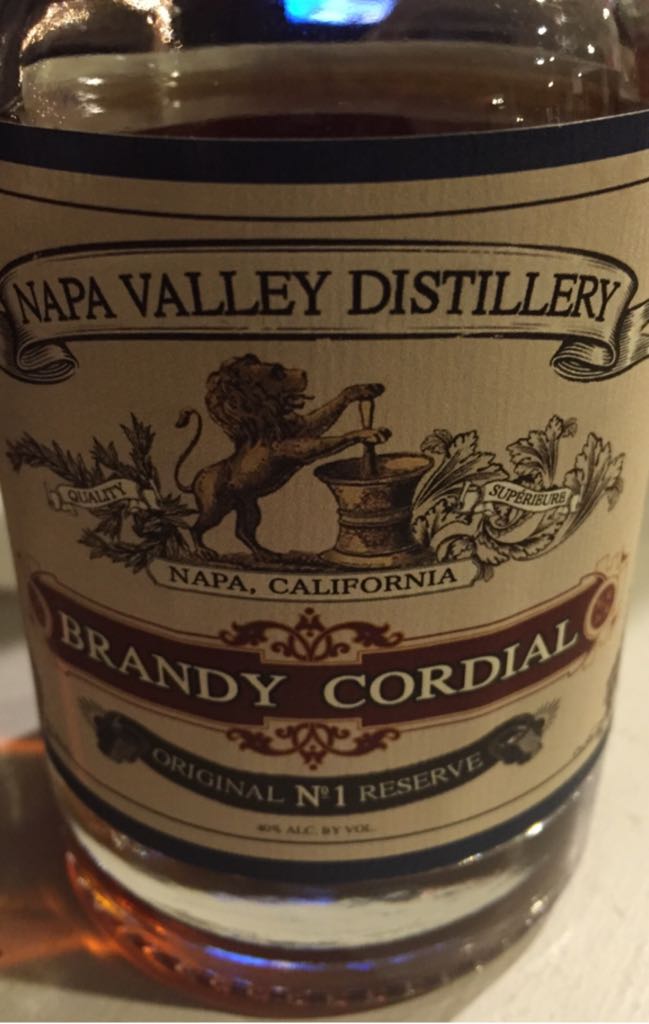 NAPA VALLEY DISTILLERY
QUALITY
SUPÉRIEURE
NAPA, CALIFORNIA
BRANDY CORDIAL
ORIGINAL Nº1 RESERVE
40% ALC. BY VOL.